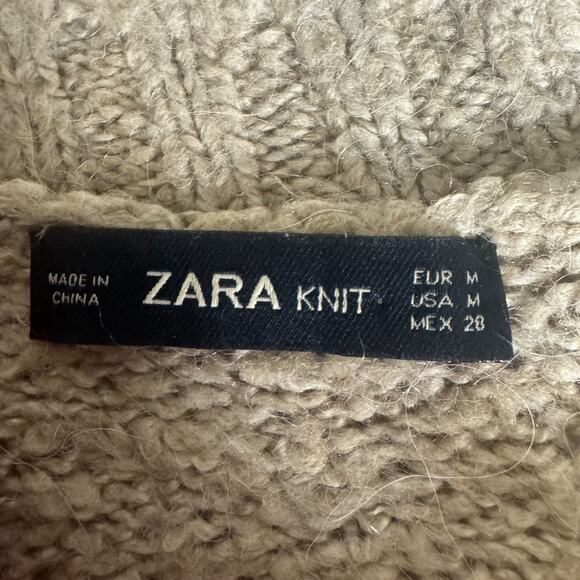 MADE IN
CHINA
ZARA KNIT
EUR M
USA M
MEX 28